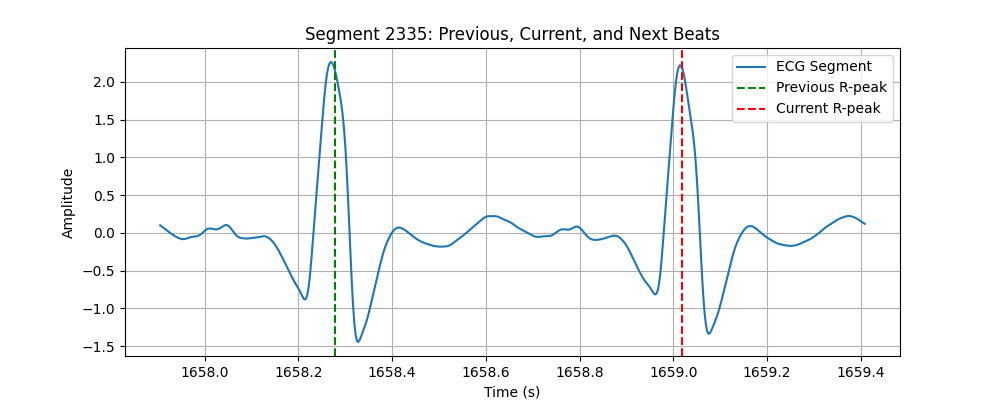 Segment 2335: Previous, Current, and Next Beats
ECG Segment
Previous R-peak
Current R-peak
Amplitude
2.0
1.5
1.0
0.5
0.0
−0.5
−1.0
−1.5
1658.0 1658.2 1658.4 1658.6 1658.8 1659.0 1659.2 1659.4
Time (s)